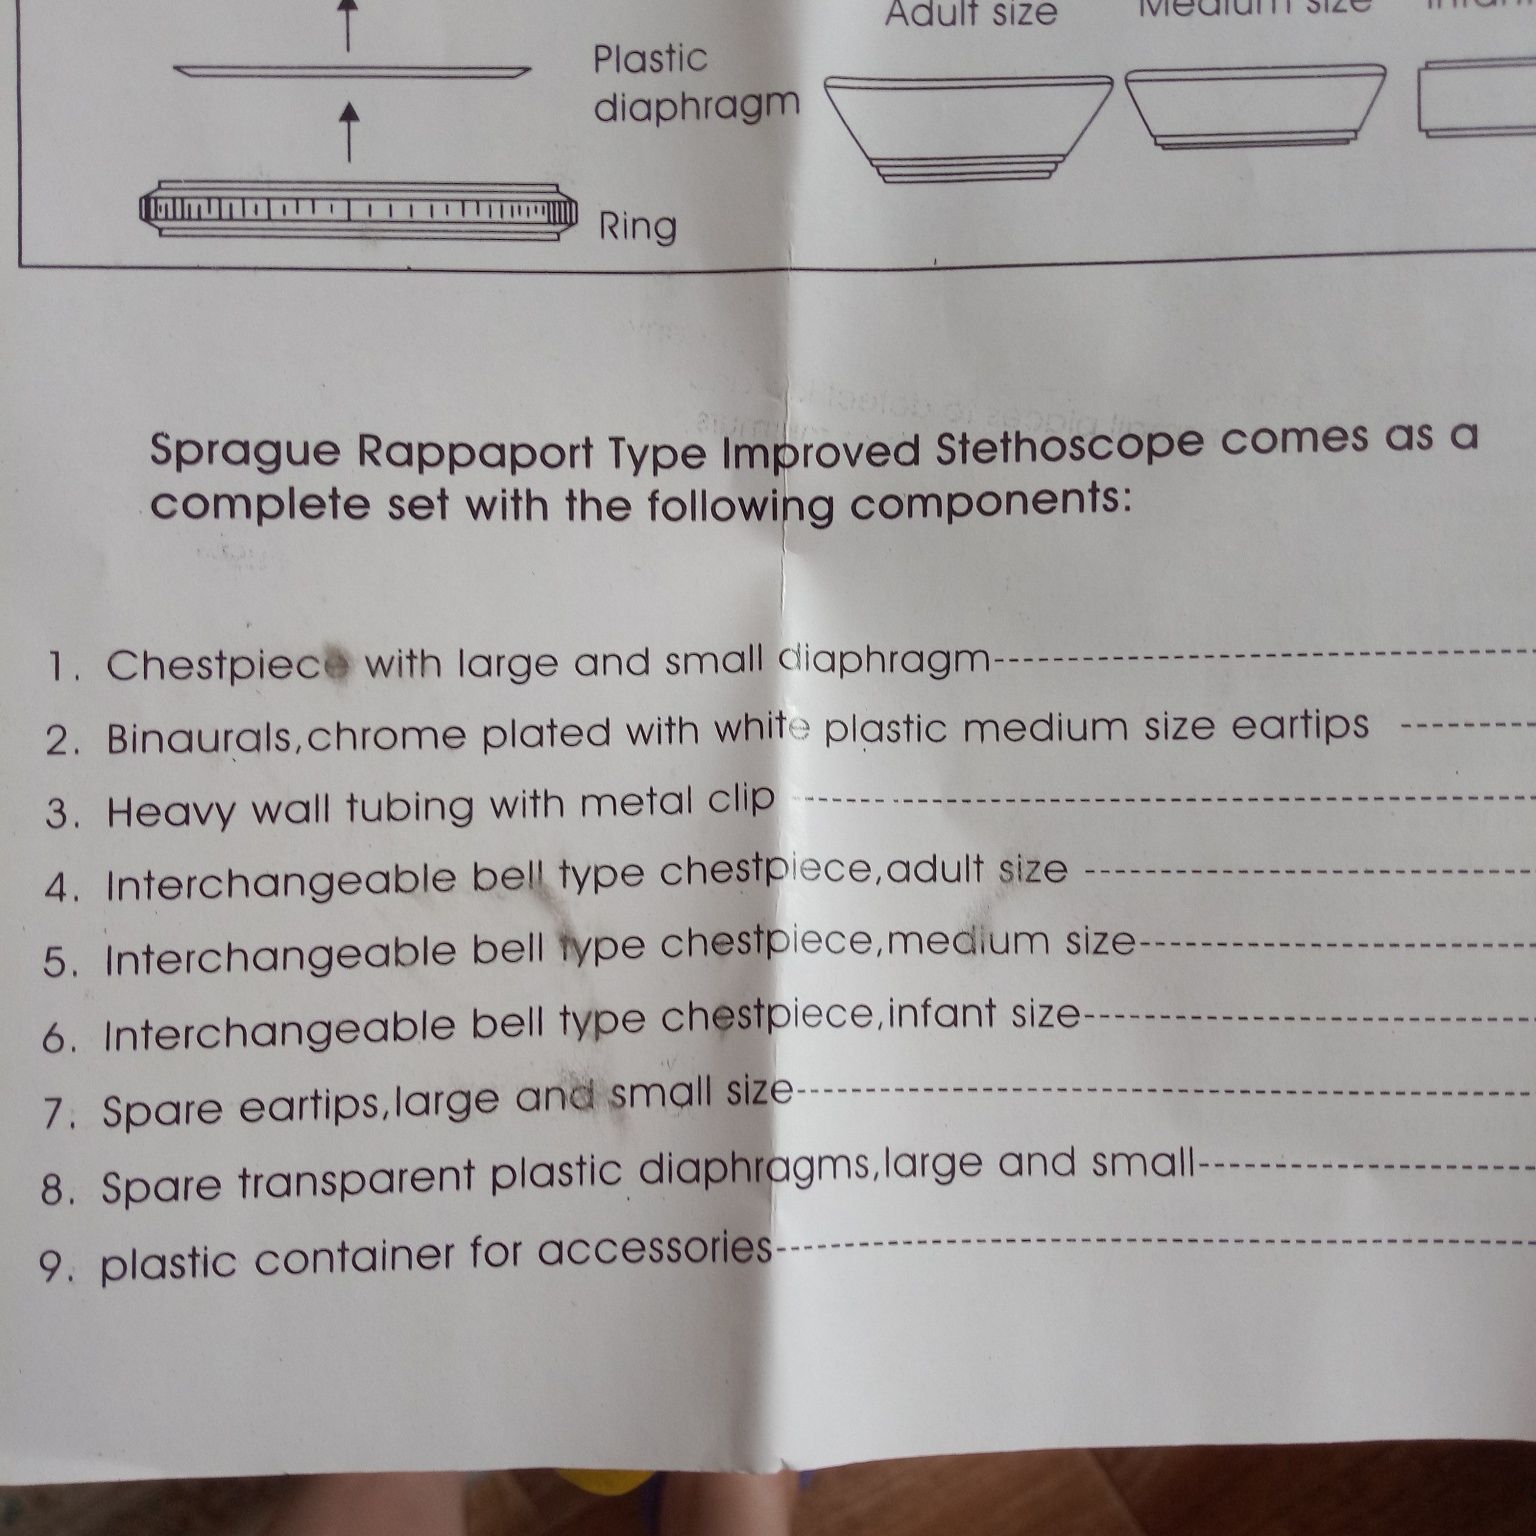 Adult size
Medium size
Plastic
diaphragm
Ring
Sprague Rappaport Type Improved Stethoscope comes as a
complete set with the following components:
1. Chestpiece with large and small diaphragm
2. Binaurals,chrome plated with white plastic medium size eartips
3. Heavy wall tubing with metal clip
4. Interchangeable bell type chestpiece,adult size
5. Interchangeable bell type chestpiece,medium size
6. Interchangeable bell type chestpiece,infant size
7. Spare eartips,large and small size
8. Spare transparent plastic diaphragms,large and small
9. plastic container for accessories